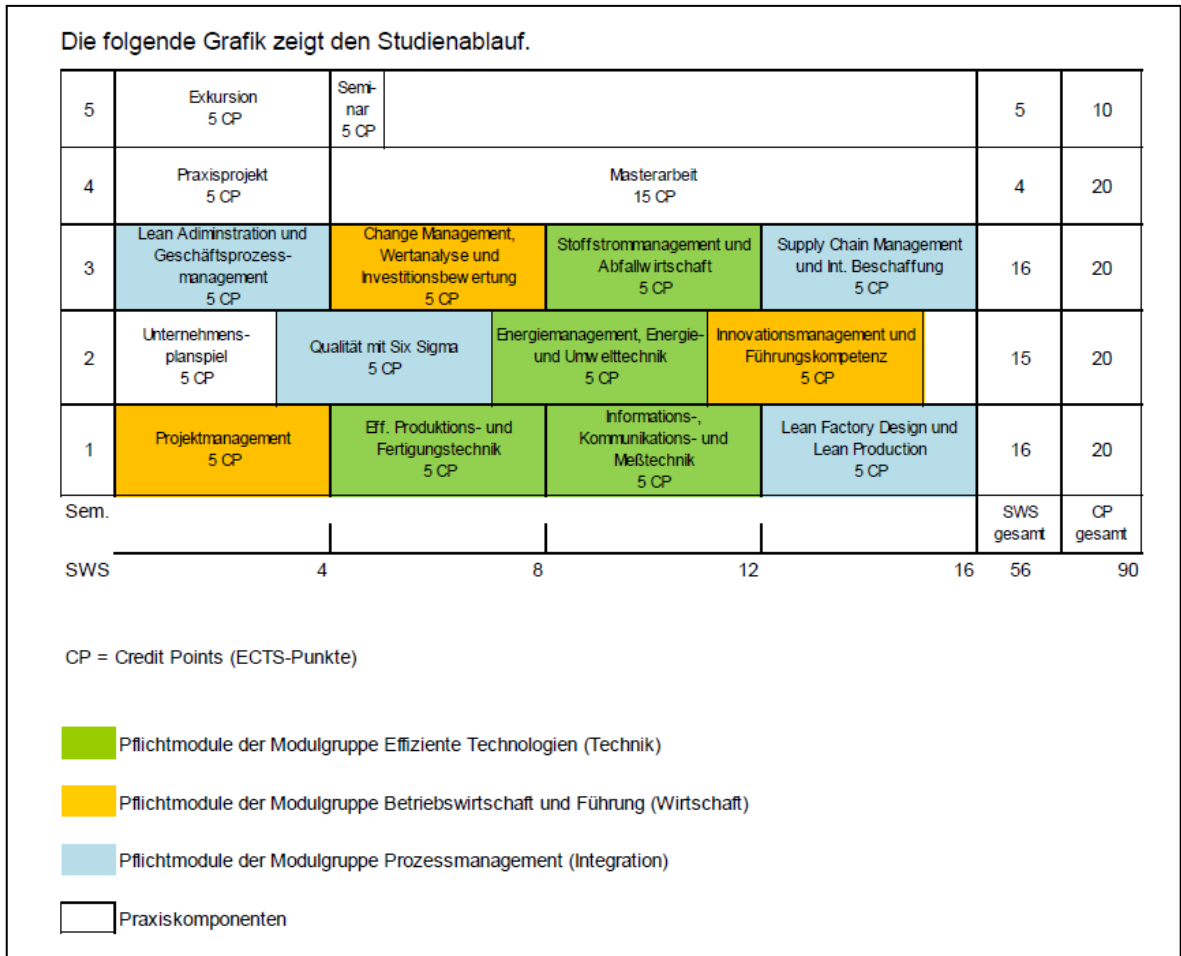 Die folgende Grafik zeigt den Studienablauf.
5
Exkursion
5 CP
Semi-
nar
5 CP
5
10
4
Praxisprojekt
5 CP
Masterarbeit
15 CP
4
20
3
Lean Adiminstration und
Geschäftsprozess-
management
5 CP
Change Management,
Wertanalyse und
Investitionsbewertung
5 CP
Stoffstrommanagement und
Abfallwirtschaft
5 CP
Supply Chain Management
und Int. Beschaffung
5 CP
16
20
2
Unternehmens-
planspiel
5 CP
Qualität mit Six Sigma
5 CP
Energiemanagement, Energie-
und Umwelttechnik
5 CP
Innovationsmanagement und
Führungskompetenz
5 CP
15
20
1
Projektmanagement
5 CP
Eff. Produktions- und
Fertigungstechnik
5 CP
Informations-,
Kommunikations- und
Meßtechnik
5 CP
Lean Factory Design und
Lean Production
5 CP
16
20
Sem.
SWS
gesamt
CP
gesamt
SWS 4 8 12 16 56 90
CP = Credit Points (ECTS-Punkte)
Pflichtmodule der Modulgruppe Effiziente Technologien (Technik)
Pflichtmodule der Modulgruppe Betriebswirtschaft und Führung (Wirtschaft)
Pflichtmodule der Modulgruppe Prozessmanagement (Integration)
Praxiskomponenten